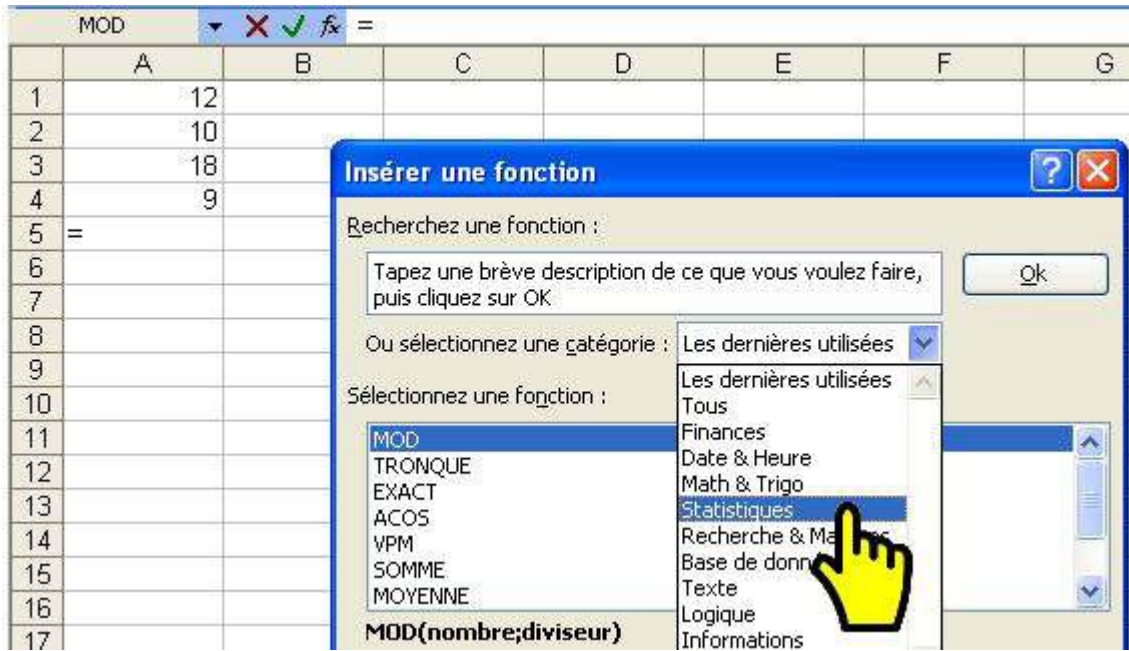 MOD fx =
A B C D E F G
1 12
2 10
3 18
4 9
5 =
6
7
8
9
10
11
12
13
14
15
16
17
Insérer une fonction
Recherchez une fonction :
Tapez une brève description de ce que vous voulez faire,
puis cliquez sur OK
Ok
Ou sélectionnez une catégorie : Les dernières utilisées
Les dernières utilisées
Tous
Finances
Date & Heure
Math & Trigo
Statistiques
Recherche &
Base de
Texte
Logique
Informations
Sélectionnez une fonction :
MOD
TRONQUE
EXACT
ACOS
VPM
SOMME
MOYENNE
MOD(nombre;diviseur)